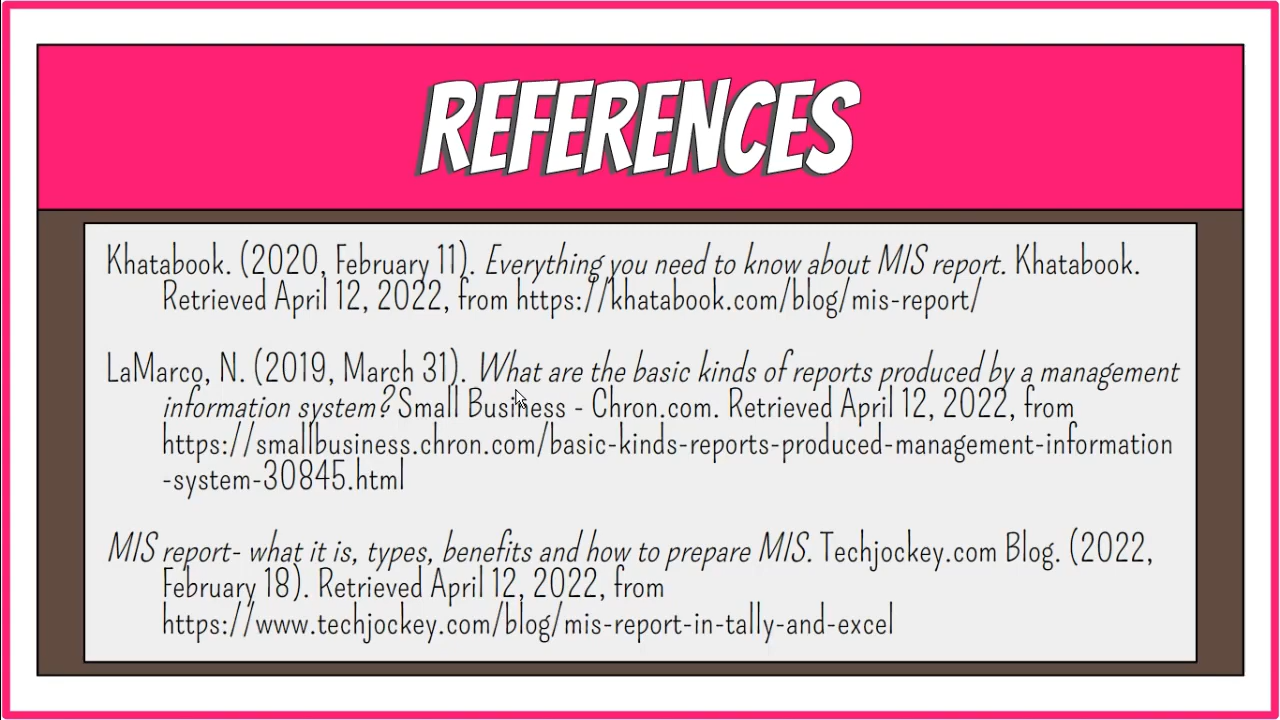 REFERENCES
Khatabook. (2020, February 11). Everything you need to know about MIS report. Khatabook.
Retrieved April 12, 2022, from https://khatabook.com/blog/mis-report/
LaMarco, N. (2019, March 31). What are the basic kinds of reports produced by a management
information system? Small Business - Chron.com. Retrieved April 12, 2022, from
https://smallbusiness.chron.com/basic-kinds-reports-produced-management-information
-system-30845.html
MIS report- what it is, types, benefits and how to prepare MIS. Techjockey.com Blog. (2022,
February 18). Retrieved April 12, 2022, from
https://www.techjockey.com/blog/mis-report-in-tally-and-excel